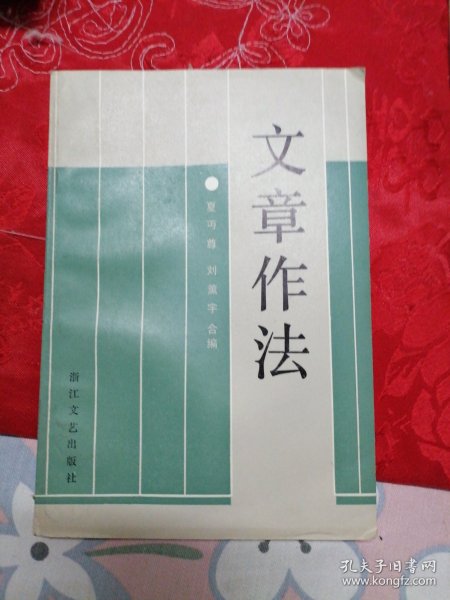 文章作法
夏丏尊 刘薰宇 合编
浙江文艺出版社
孔夫子旧书网
www.kongfz.com